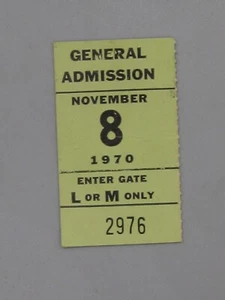 GENERAL
ADMISSION
NOVEMBER
8
1970
ENTER GATE
L OR M ONLY
2976